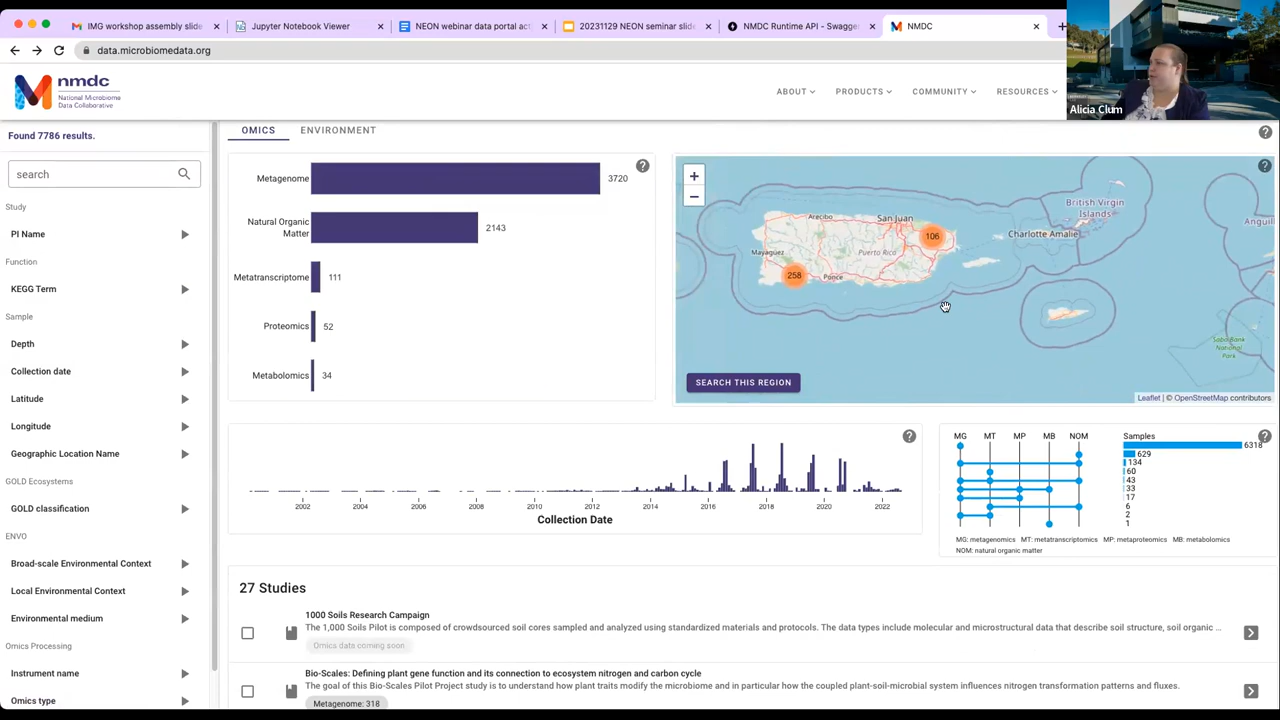 IMG workshop assembly slide
Jupyter Notebook Viewer
NEON webinar data portal act
20231129 NEON seminar slid
NMDC Runtime API - Swagge
NMDC
data.microbiomedata.org
nmdc
National Microbiome
Data Collaborative
ABOUT
PRODUCTS
COMMUNITY
RESOURCES
Alicia Clum
Found 7786 results.
search
Study
PI Name
Function
KEGG Term
Sample
Depth
Collection date
Latitude
Longitude
Geographic Location Name
GOLD Ecosystems
GOLD classification
ENVO
Broad-scale Environmental Context
Local Environmental Context
Environmental medium
Omics Processing
Instrument name
Omics type
OMICS
ENVIRONMENT
Metagenome
3720
Natural Organic
Matter
2143
Metatranscriptome
111
Proteomics
52
Metabolomics
34
+
−
Arecibo
San Juan
106
Mayaguez
Puerto Rico
258
Ponce
British Virgin
Islands
Charlotte Amalie
Angui
Saba Bank
National
Park
SEARCH THIS REGION
Leaflet | © OpenStreetMap contributors
2002 2004 2006 2008 2010 2012 2014 2016 2018 2020 2022
Collection Date
MG MT MP MB NOM
Samples
6318
629
134
60
43
33
17
6
2
1
MG: metagenomics MT: metatranscriptomics MP: metaproteomics MB: metabolomics
NOM: natural organic matter
27 Studies
1000 Soils Research Campaign
The 1,000 Soils Pilot is composed of crowdsourced soil cores sampled and analyzed using standardized materials and protocols. The data types include molecular and microstructural data that describe soil structure, soil organic ...
Omics data coming soon
Bio-Scales: Defining plant gene function and its connection to ecosystem nitrogen and carbon cycle
The goal of this Bio-Scales Pilot Project study is to understand how plant traits modify the microbiome and in particular how the coupled plant-soil-microbial system influences nitrogen transformation patterns and fluxes.
Metagenome: 318